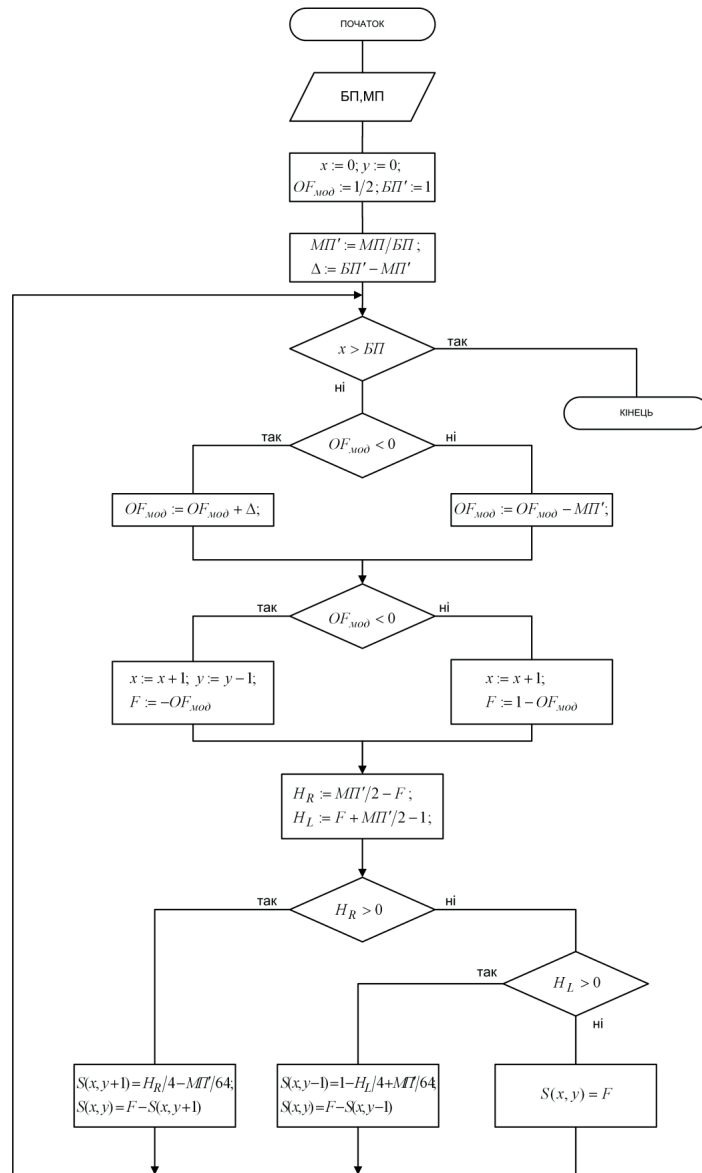 ПОЧАТОК
БП,МП
x := 0; y := 0;
OF_мод := 1/2; БП′ := 1
МП′ := МП/БП ;
Δ := БП′ − МП′
x > БП
так
ні
КІНЕЦЬ
OF_мод < 0
так
ні
OF_мод := OF_мод + Δ;
OF_мод := OF_мод − МП′;
OF_мод < 0
так
ні
x := x + 1; y := y − 1;
F := −OF_мод
x := x + 1;
F := 1 − OF_мод
H_R := МП′/2 − F ;
H_L := F + МП′/2 − 1;
H_R > 0
так
ні
H_L > 0
так
ні
S(x, y+1) = H_R/4 − МП′/64;
S(x, y) = F − S(x, y+1)
S(x, y−1) = 1 − H_L/4 + МП′/64;
S(x, y) = F − S(x, y−1)
S(x, y) = F